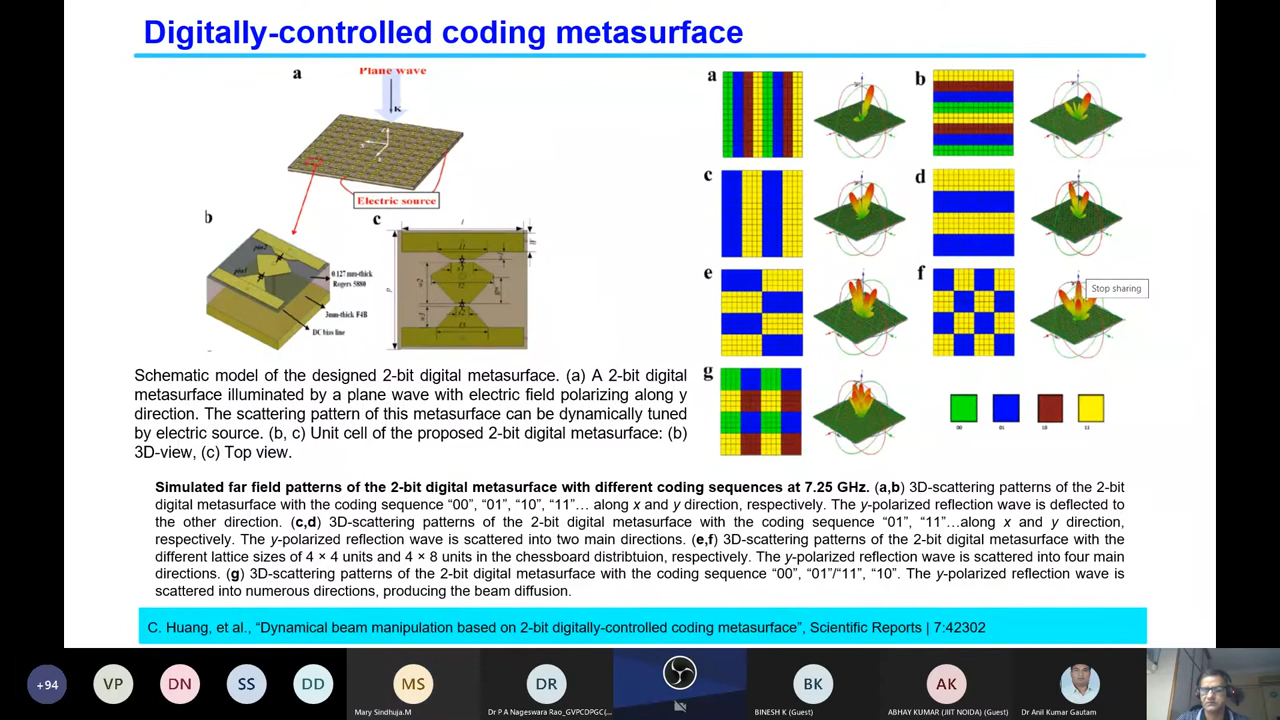 Digitally-controlled coding metasurface
a
Plane wave
K
Electric source
b
pin2
pin1
0.127 mm-thick
Rogers 5880
3mm-thick F4B
DC bias line
c
a
b
c
d
e
f
g
Stop sharing
00
01
10
11
Schematic model of the designed 2-bit digital metasurface. (a) A 2-bit digital
metasurface illuminated by a plane wave with electric field polarizing along y
direction. The scattering pattern of this metasurface can be dynamically tuned
by electric source. (b, c) Unit cell of the proposed 2-bit digital metasurface: (b)
3D-view, (c) Top view.
Simulated far field patterns of the 2-bit digital metasurface with different coding sequences at 7.25 GHz. (a,b) 3D-scattering patterns of the 2-bit
digital metasurface with the coding sequence “00”, “01”, “10”, “11”… along x and y direction, respectively. The y-polarized reflection wave is deflected to
the other direction. (c,d) 3D-scattering patterns of the 2-bit digital metasurface with the coding sequence “01”, “11”…along x and y direction,
respectively. The y-polarized reflection wave is scattered into two main directions. (e,f) 3D-scattering patterns of the 2-bit digital metasurface with the
different lattice sizes of 4 × 4 units and 4 × 8 units in the chessboard distribtuion, respectively. The y-polarized reflection wave is scattered into four main
directions. (g) 3D-scattering patterns of the 2-bit digital metasurface with the coding sequence “00”, “01”/“11”, “10”. The y-polarized reflection wave is
scattered into numerous directions, producing the beam diffusion.
C. Huang, et al., “Dynamical beam manipulation based on 2-bit digitally-controlled coding metasurface”, Scientific Reports | 7:42302
+94
VP
DN
SS
DD
MS
Mary Sindhuja.M
DR
Dr P A Nageswara Rao_GVPCDPGC(...
BK
BINESH K (Guest)
AK
ABHAY KUMAR (JIIT NOIDA) (Guest)
Dr Anil Kumar Gautam